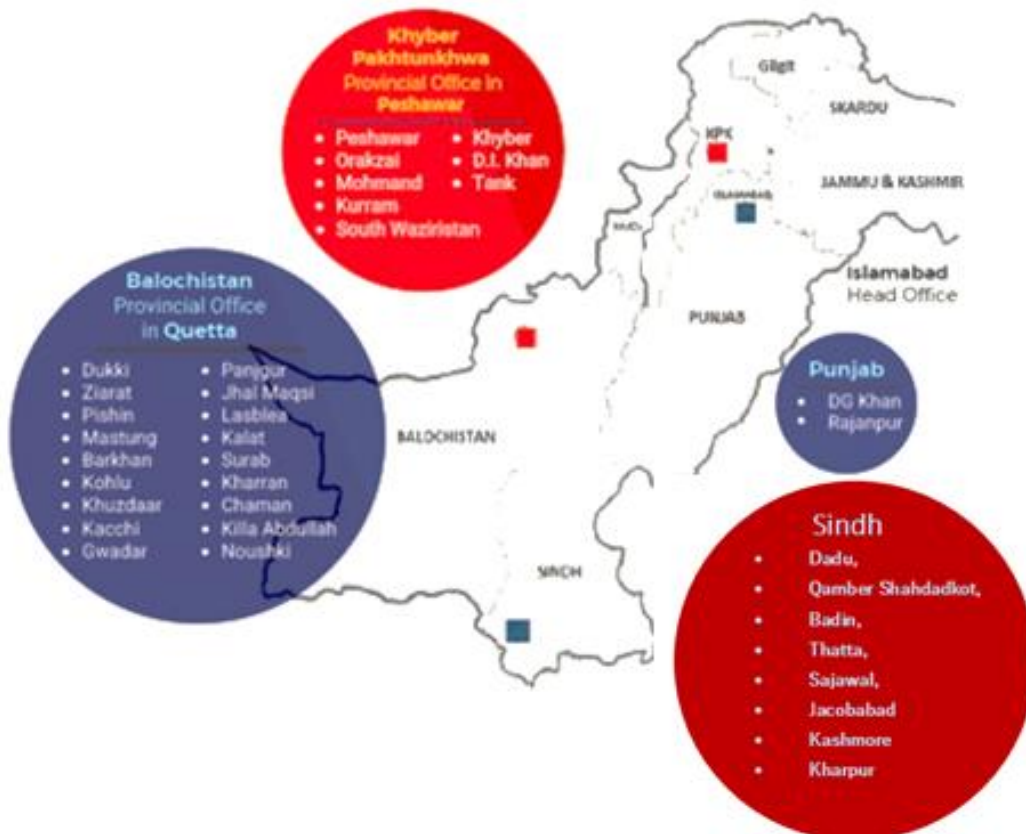 Khyber
Pakhtunkhwa
Provincial Office in
Peshawar
• Peshawar
• Orakzai
• Mohmand
• Kurram
• South Waziristan
• Khyber
• D.I. Khan
• Tank
Gilgit
SKARDU
KPK
JAMMU & KASHMIR
ISLAMABAD
Islamabad
Head Office
PUNJAB
Balochistan
Provincial Office
in Quetta
• Dukki
• Ziarat
• Pishin
• Mastung
• Barkhan
• Kohlu
• Khuzdaar
• Kacchi
• Gwadar
• Panjgur
• Jhal Maqsi
• Lasblea
• Kalat
• Surab
• Kharran
• Chaman
• Killa Abdullah
• Noushki
BALOCHISTAN
Punjab
• DG Khan
• Rajanpur
SINDH
Sindh
• Dadu,
• Qamber Shahdadkot,
• Badin,
• Thatta,
• Sajawal,
• Jacobabad
• Kashmore
• Kharpur